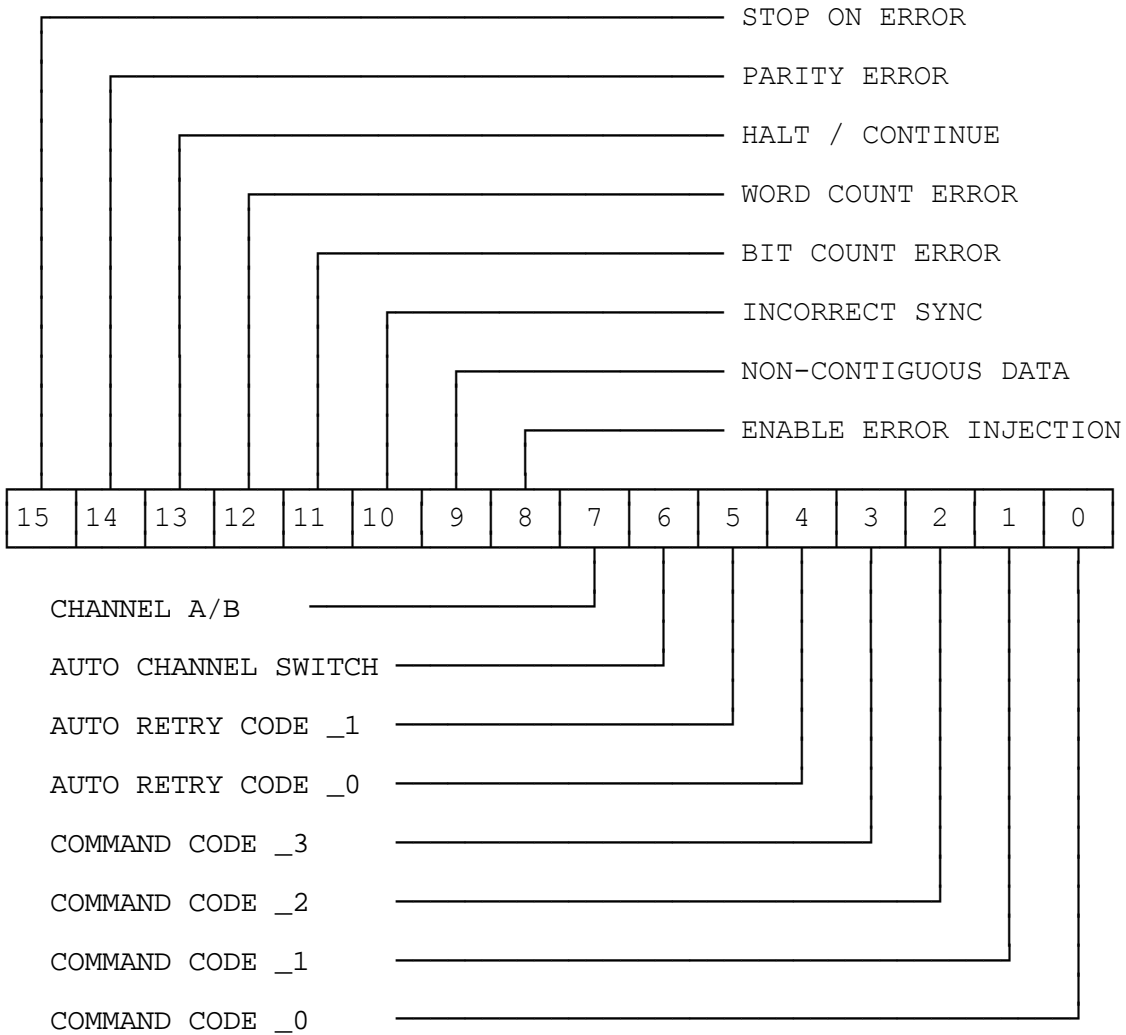 STOP ON ERROR
PARITY ERROR
HALT / CONTINUE
WORD COUNT ERROR
BIT COUNT ERROR
INCORRECT SYNC
NON-CONTIGUOUS DATA
ENABLE ERROR INJECTION
15 14 13 12 11 10 9 8 7 6 5 4 3 2 1 0
CHANNEL A/B
AUTO CHANNEL SWITCH
AUTO RETRY CODE _1
AUTO RETRY CODE _0
COMMAND CODE _3
COMMAND CODE _2
COMMAND CODE _1
COMMAND CODE _0